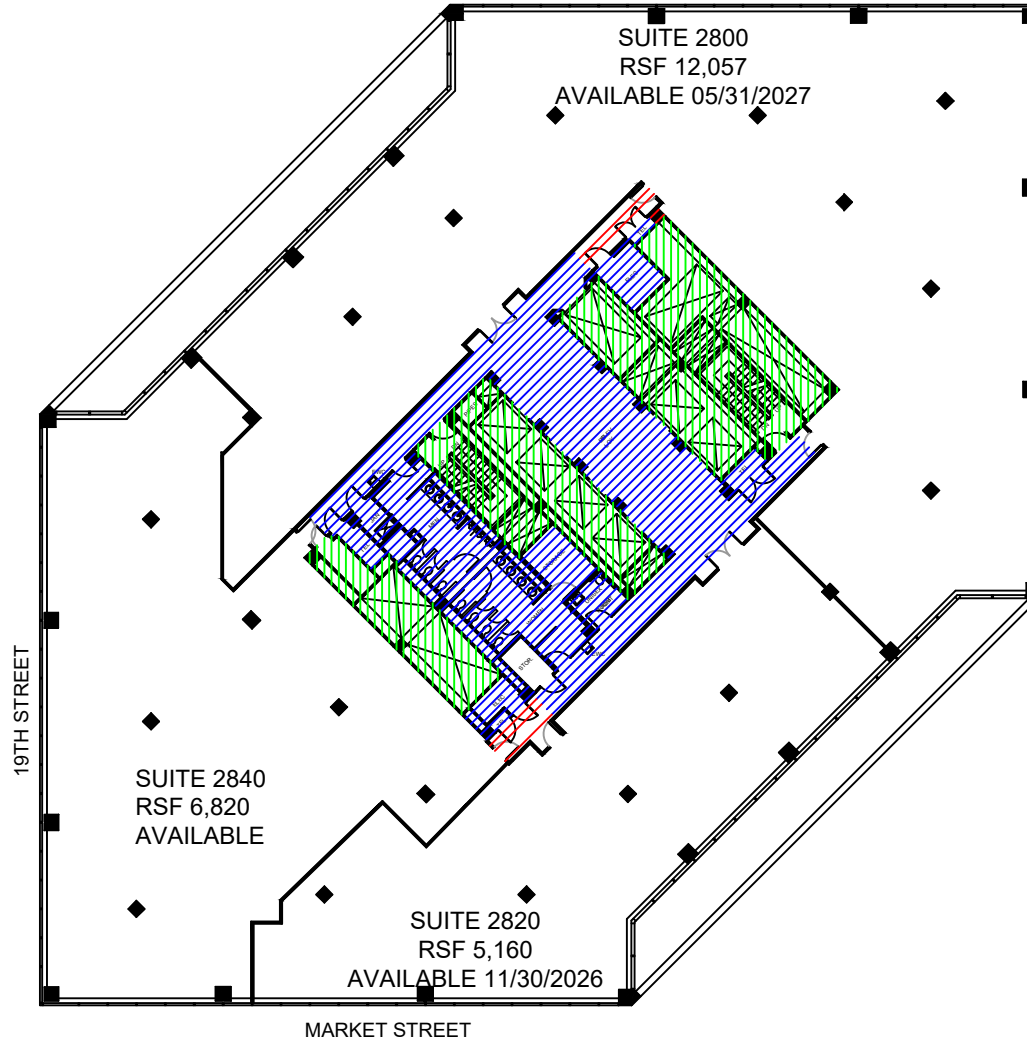 SUITE 2800
RSF 12,057
AVAILABLE 05/31/2027
MEN
STOR.
19TH STREET
SUITE 2840
RSF 6,820
AVAILABLE
SUITE 2820
RSF 5,160
AVAILABLE 11/30/2026
MARKET STREET